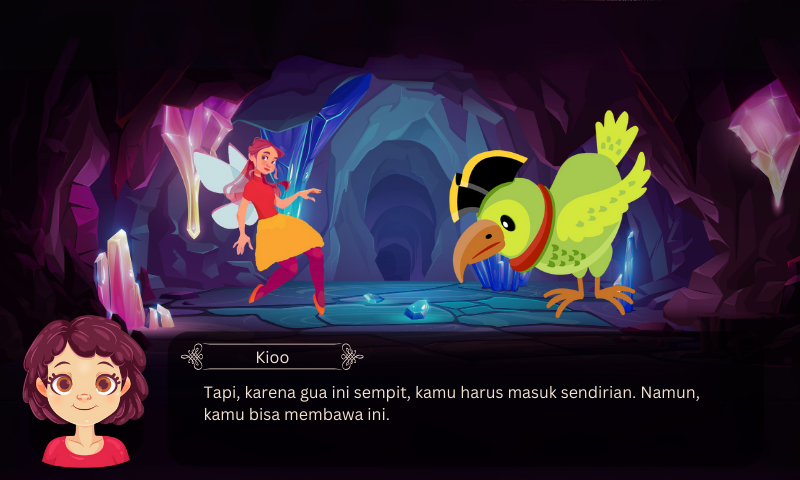 Kioo
Tapi, karena gua ini sempit, kamu harus masuk sendirian. Namun,
kamu bisa membawa ini.